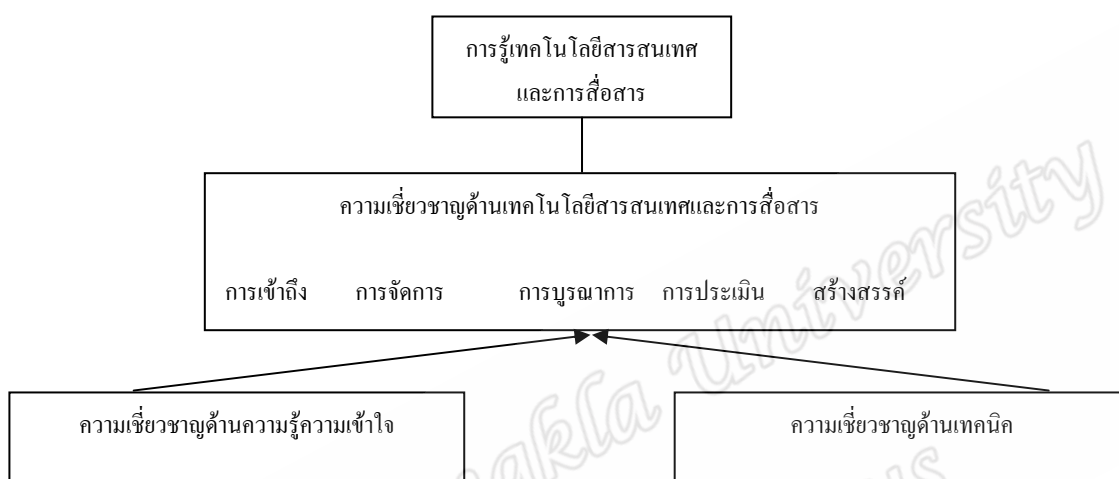 การรู้เทคโนโลยีสารสนเทศ
และการสื่อสาร
ความเชี่ยวชาญด้านเทคโนโลยีสารสนเทศและการสื่อสาร
การเข้าถึง การจัดการ การบูรณาการ การประเมิน สร้างสรรค์
ความเชี่ยวชาญด้านความรู้ความเข้าใจ ความเชี่ยวชาญด้านเทคนิค
University